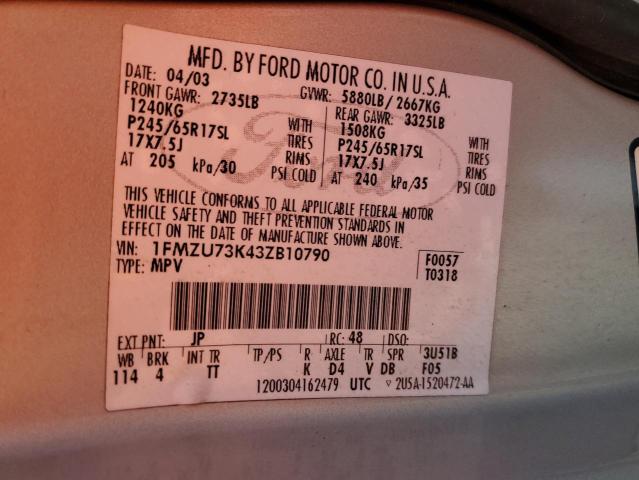 MFD. BY FORD MOTOR CO. IN U.S.A.
DATE: 04/03 GVWR: 5880LB/ 2667KG
FRONT GAWR: 2735LB REAR GAWR: 3325LB
1240KG WITH 1508KG WITH
P245/65R17SL TIRES P245/65R17SL TIRES
17X7.5J RIMS 17X7.5J RIMS
AT 205 kPa/30 PSI COLD AT 240 kPa/35 PSI COLD
Ford
THIS VEHICLE CONFORMS TO ALL APPLICABLE FEDERAL MOTOR
VEHICLE SAFETY AND THEFT PREVENTION STANDARDS IN
EFFECT ON THE DATE OF MANUFACTURE SHOWN ABOVE.
VIN: 1FMZU73K43ZB10790 F0057
TYPE: MPV T0318
EXT PNT: JP RC: 48 DSO:
WB BRK INT TR TP/PS R AXLE TR SPR 3U51B
114 4 TT K D4 V DB F05
1200304162479 UTC 2U5A-1520472-AA